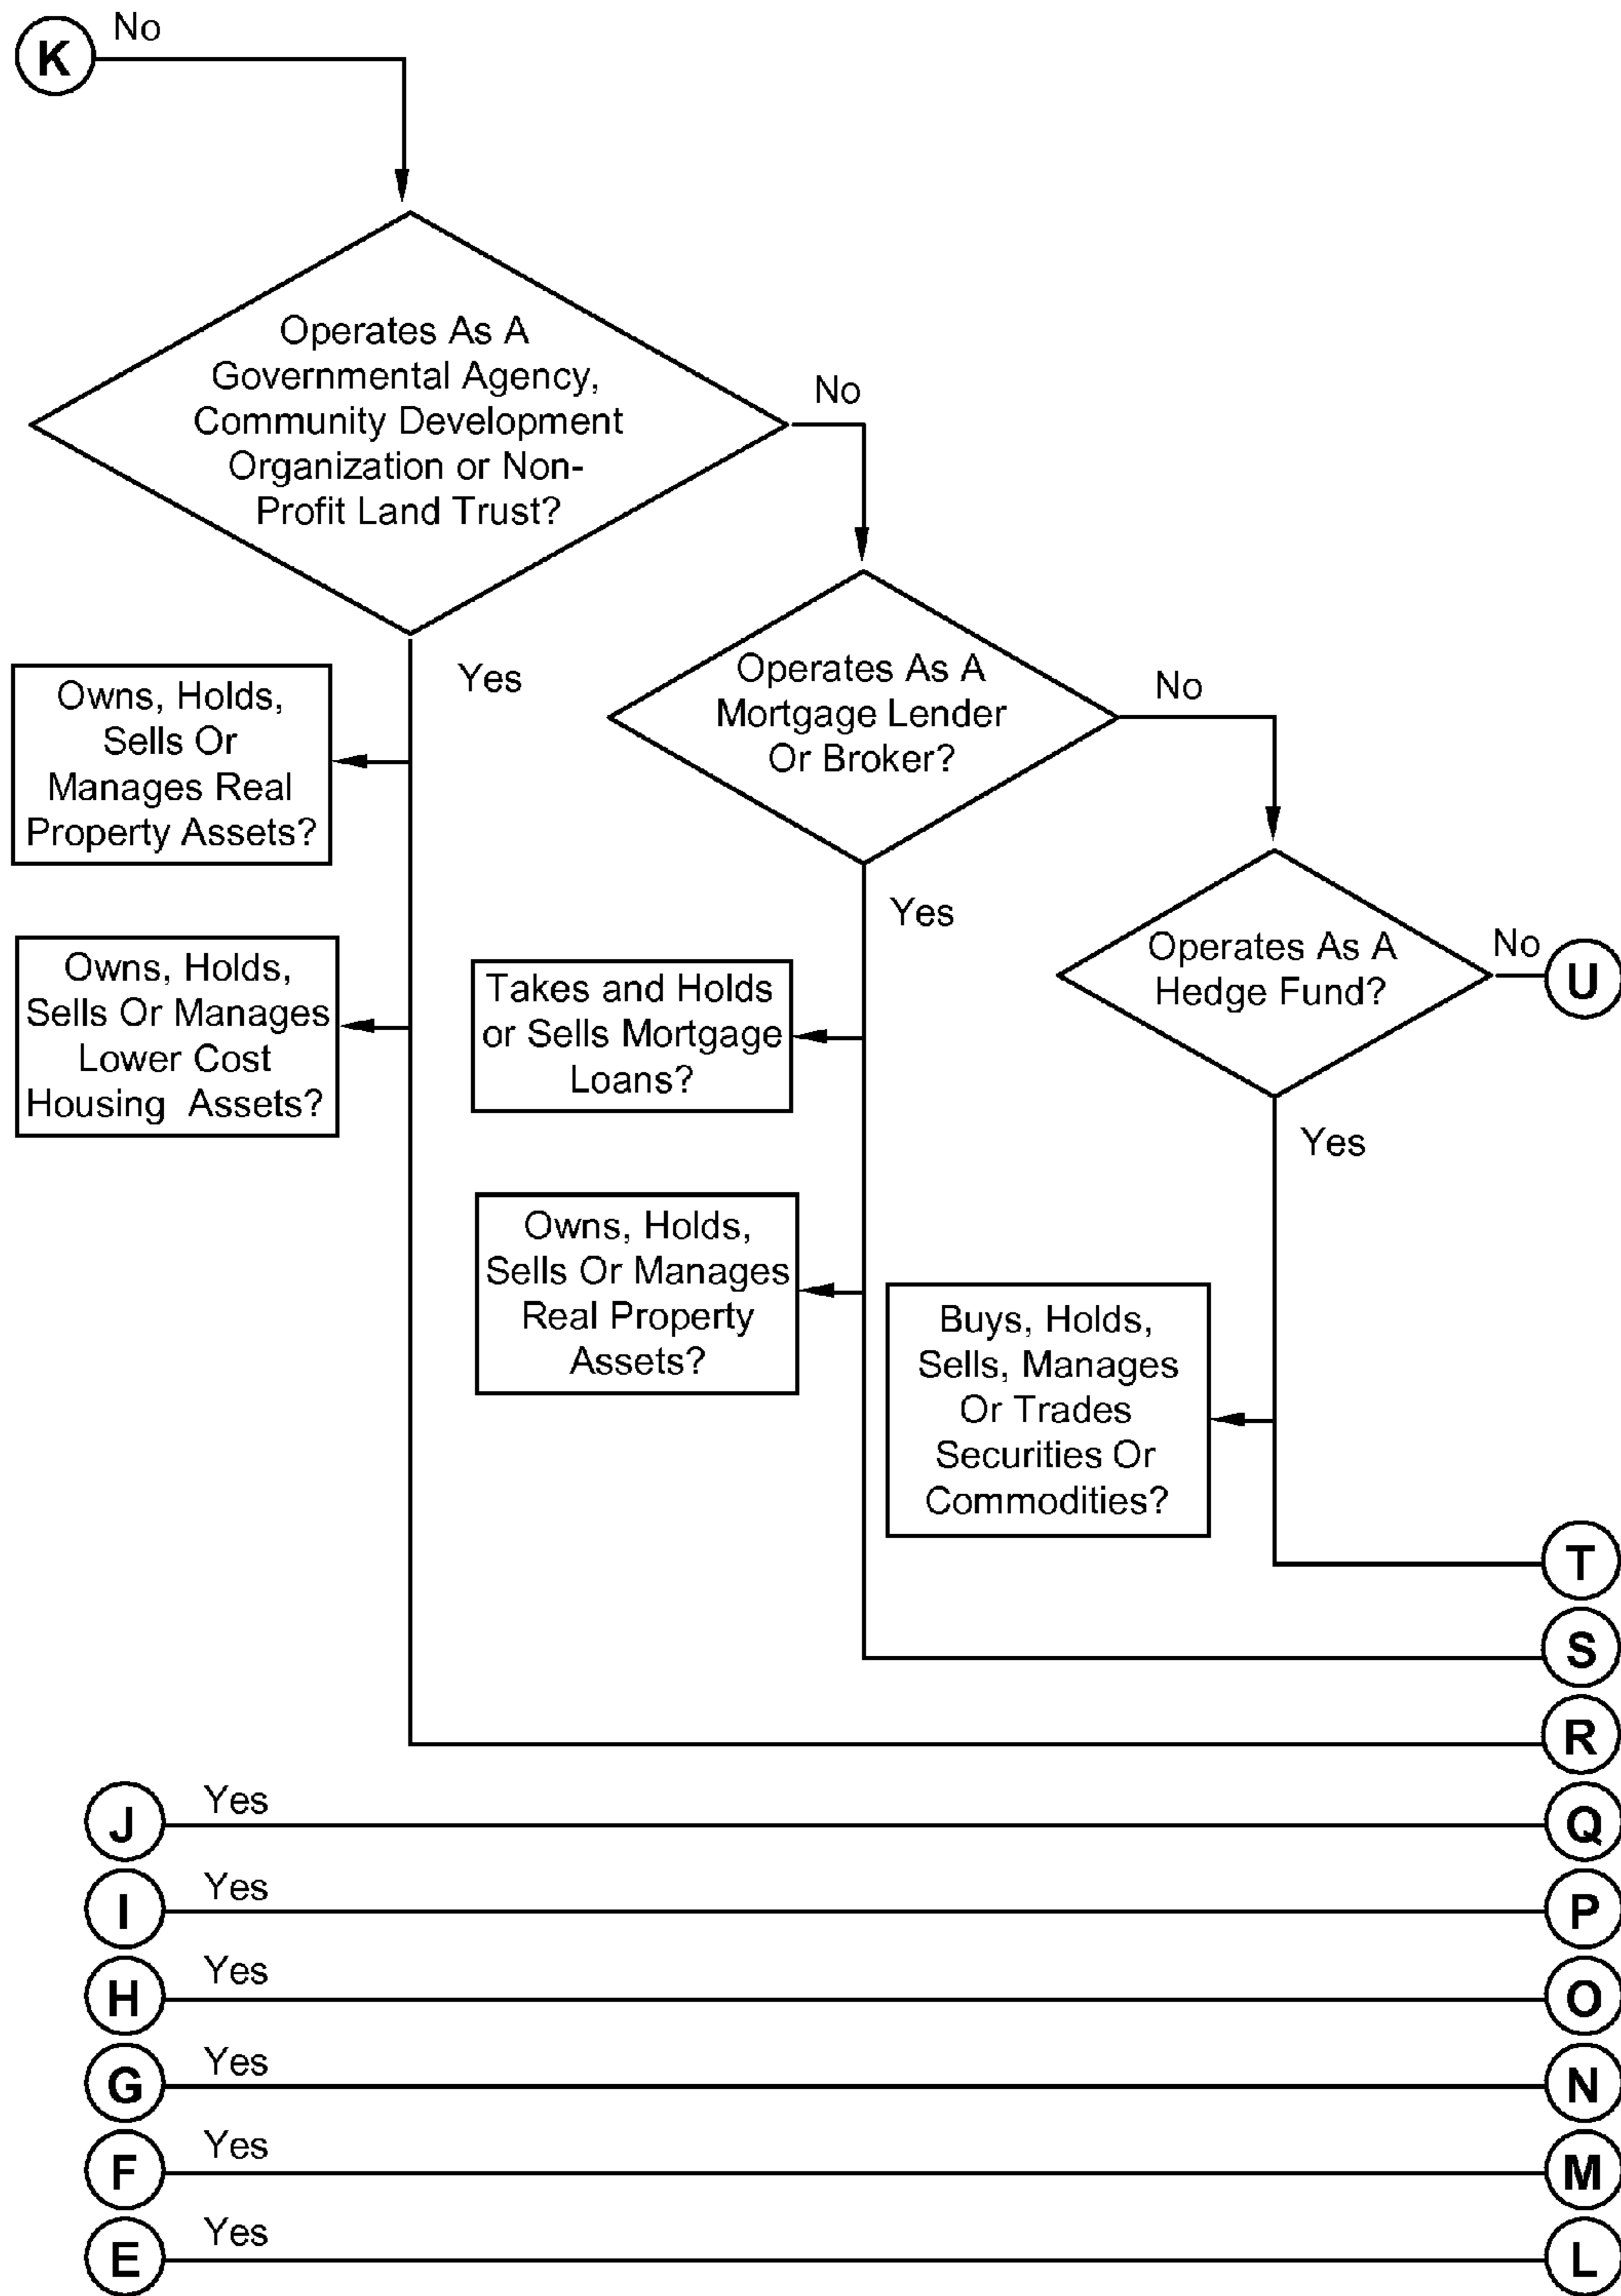 K
No
Operates As A
Governmental Agency,
Community Development
Organization or Non-
Profit Land Trust?
No
Yes
Owns, Holds,
Sells Or
Manages Real
Property Assets?
Operates As A
Mortgage Lender
Or Broker?
No
Yes
Owns, Holds,
Sells Or Manages
Lower Cost
Housing Assets?
Takes and Holds
or Sells Mortgage
Loans?
Operates As A
Hedge Fund?
No
U
Yes
Owns, Holds,
Sells Or Manages
Real Property
Assets?
Buys, Holds,
Sells, Manages
Or Trades
Securities Or
Commodities?
T
S
R
J Yes Q
I Yes P
H Yes O
G Yes N
F Yes M
E Yes L